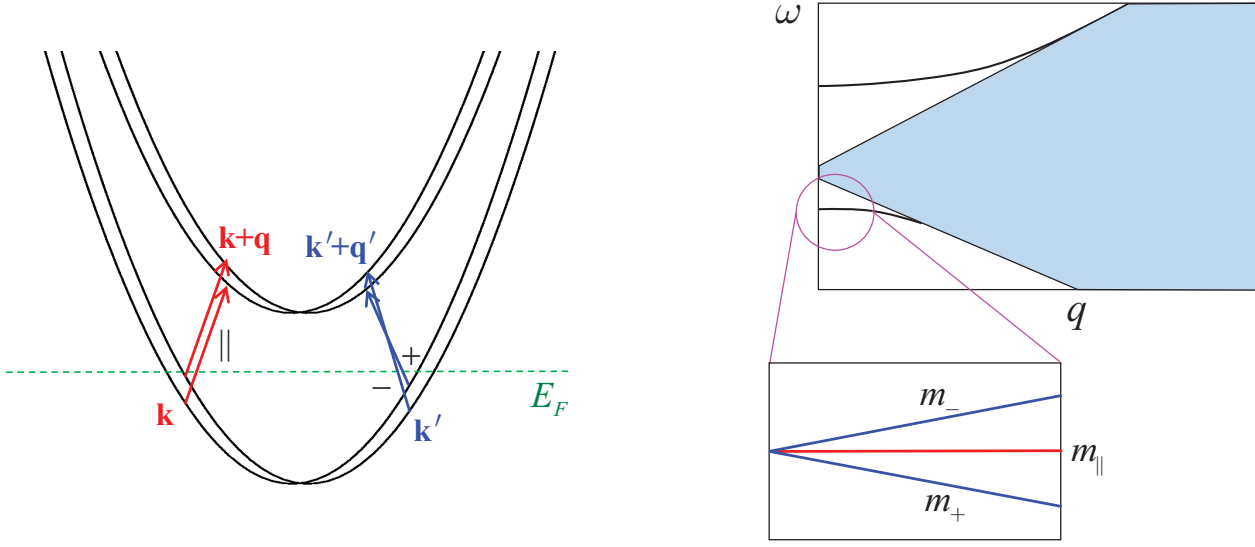 k+q
k′+q′
||
+
−
E_F
k
k′
ω
q
m_−
m_||
m_+